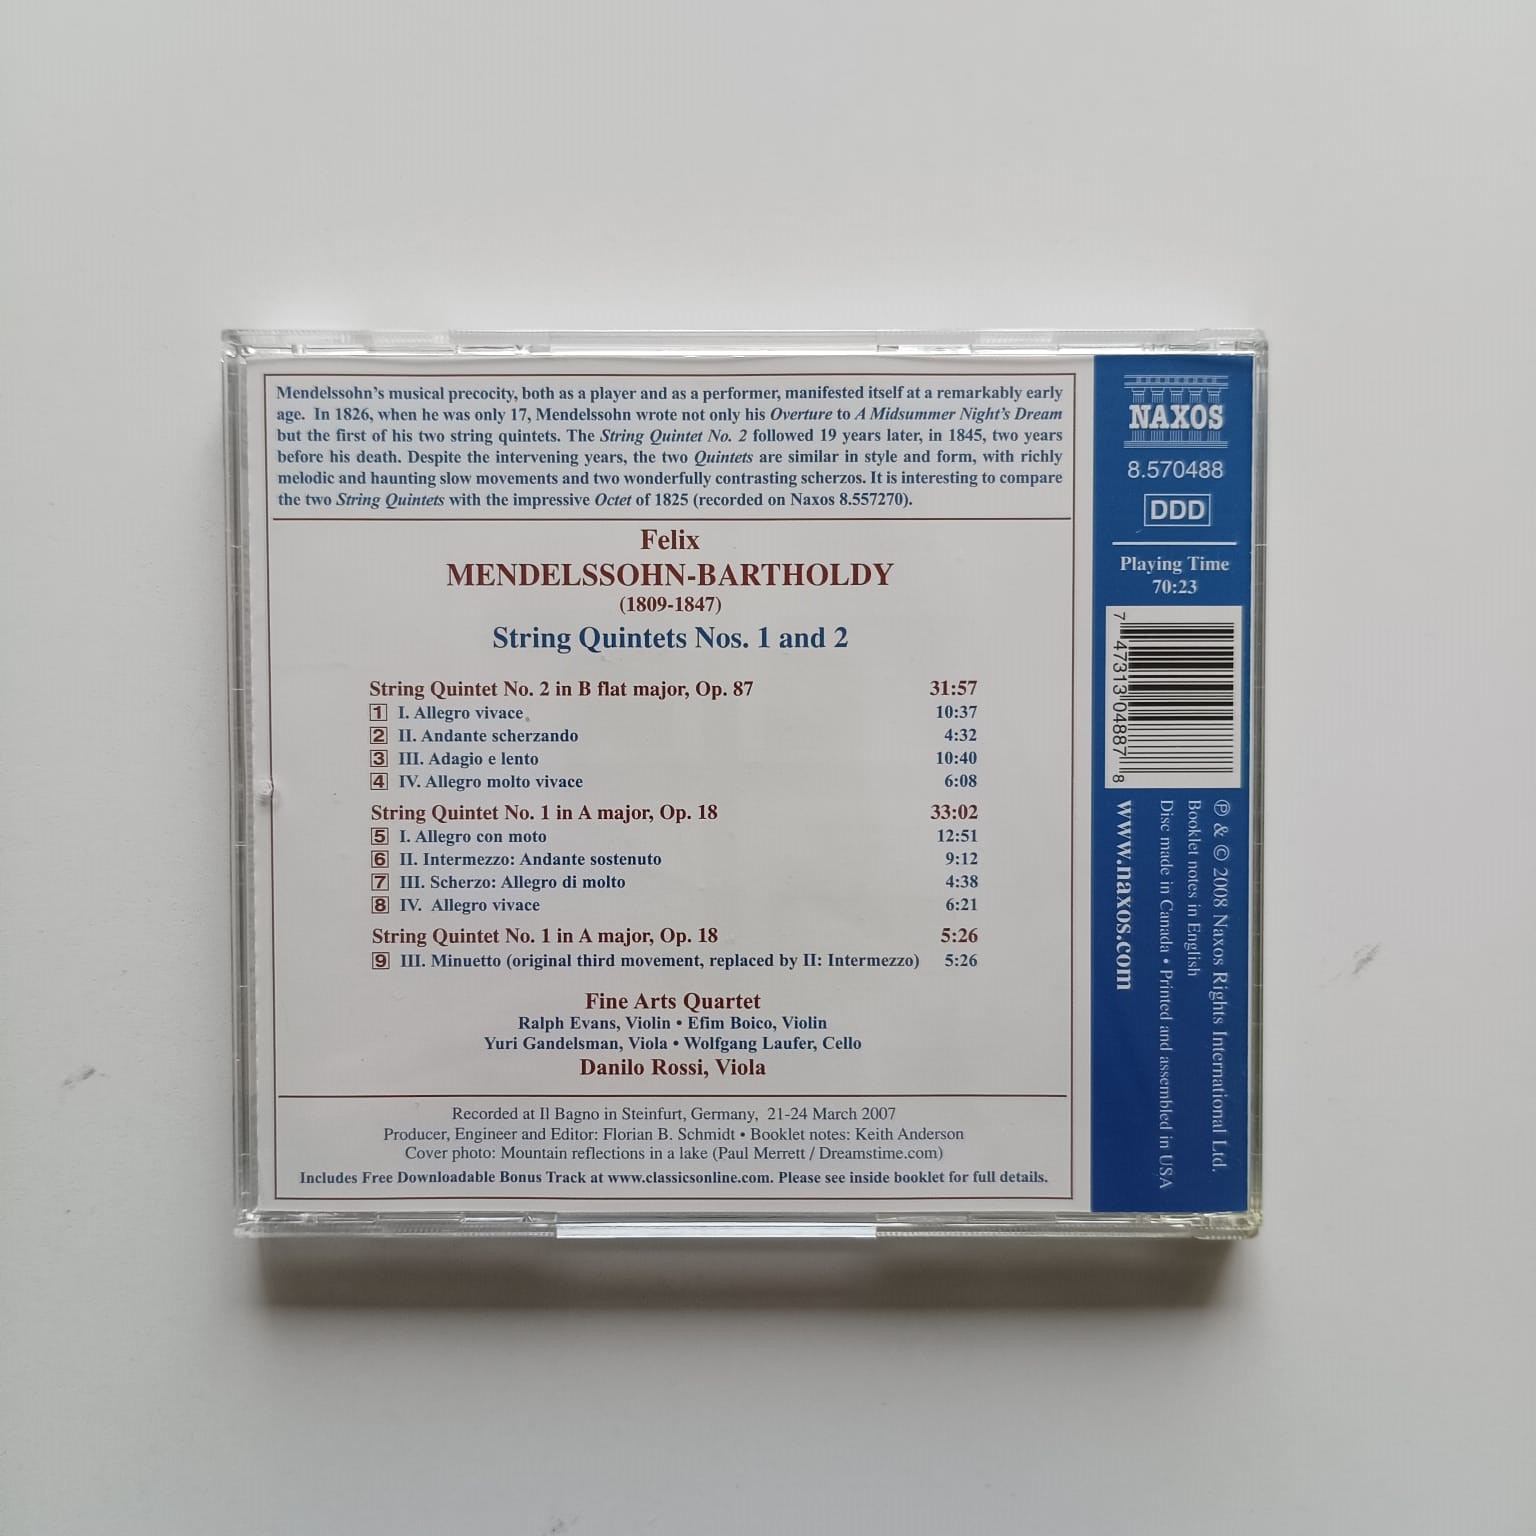 Mendelssohn's musical precocity, both as a player and as a performer, manifested itself at a remarkably early
age. In 1826, when he was only 17, Mendelssohn wrote not only his Overture to A Midsummer Night's Dream
but the first of his two string quintets. The String Quintet No. 2 followed 19 years later, in 1845, two years
before his death. Despite the intervening years, the two Quintets are similar in style and form, with richly
melodic and haunting slow movements and two wonderfully contrasting scherzos. It is interesting to compare
the two String Quintets with the impressive Octet of 1825 (recorded on Naxos 8.557270).
Felix
MENDELSSOHN-BARTHOLDY
(1809-1847)
String Quintets Nos. 1 and 2
String Quintet No. 2 in B flat major, Op. 87 31:57
1 I. Allegro vivace 10:37
2 II. Andante scherzando 4:32
3 III. Adagio e lento 10:40
4 IV. Allegro molto vivace 6:08
String Quintet No. 1 in A major, Op. 18 33:02
5 I. Allegro con moto 12:51
6 II. Intermezzo: Andante sostenuto 9:12
7 III. Scherzo: Allegro di molto 4:38
8 IV. Allegro vivace 6:21
String Quintet No. 1 in A major, Op. 18 5:26
9 III. Minuetto (original third movement, replaced by II: Intermezzo) 5:26
Fine Arts Quartet
Ralph Evans, Violin • Efim Boico, Violin
Yuri Gandelsman, Viola • Wolfgang Laufer, Cello
Danilo Rossi, Viola
Recorded at Il Bagno in Steinfurt, Germany, 21-24 March 2007
Producer, Engineer and Editor: Florian B. Schmidt • Booklet notes: Keith Anderson
Cover photo: Mountain reflections in a lake (Paul Merrett / Dreamstime.com)
Includes Free Downloadable Bonus Track at www.classicsonline.com. Please see inside booklet for full details.
NAXOS
8.570488
DDD
Playing Time
70:23
7 47313 04887 8
℗ & © 2008 Naxos Rights International Ltd.
Booklet notes in English
Disc made in Canada • Printed and assembled in USA
www.naxos.com